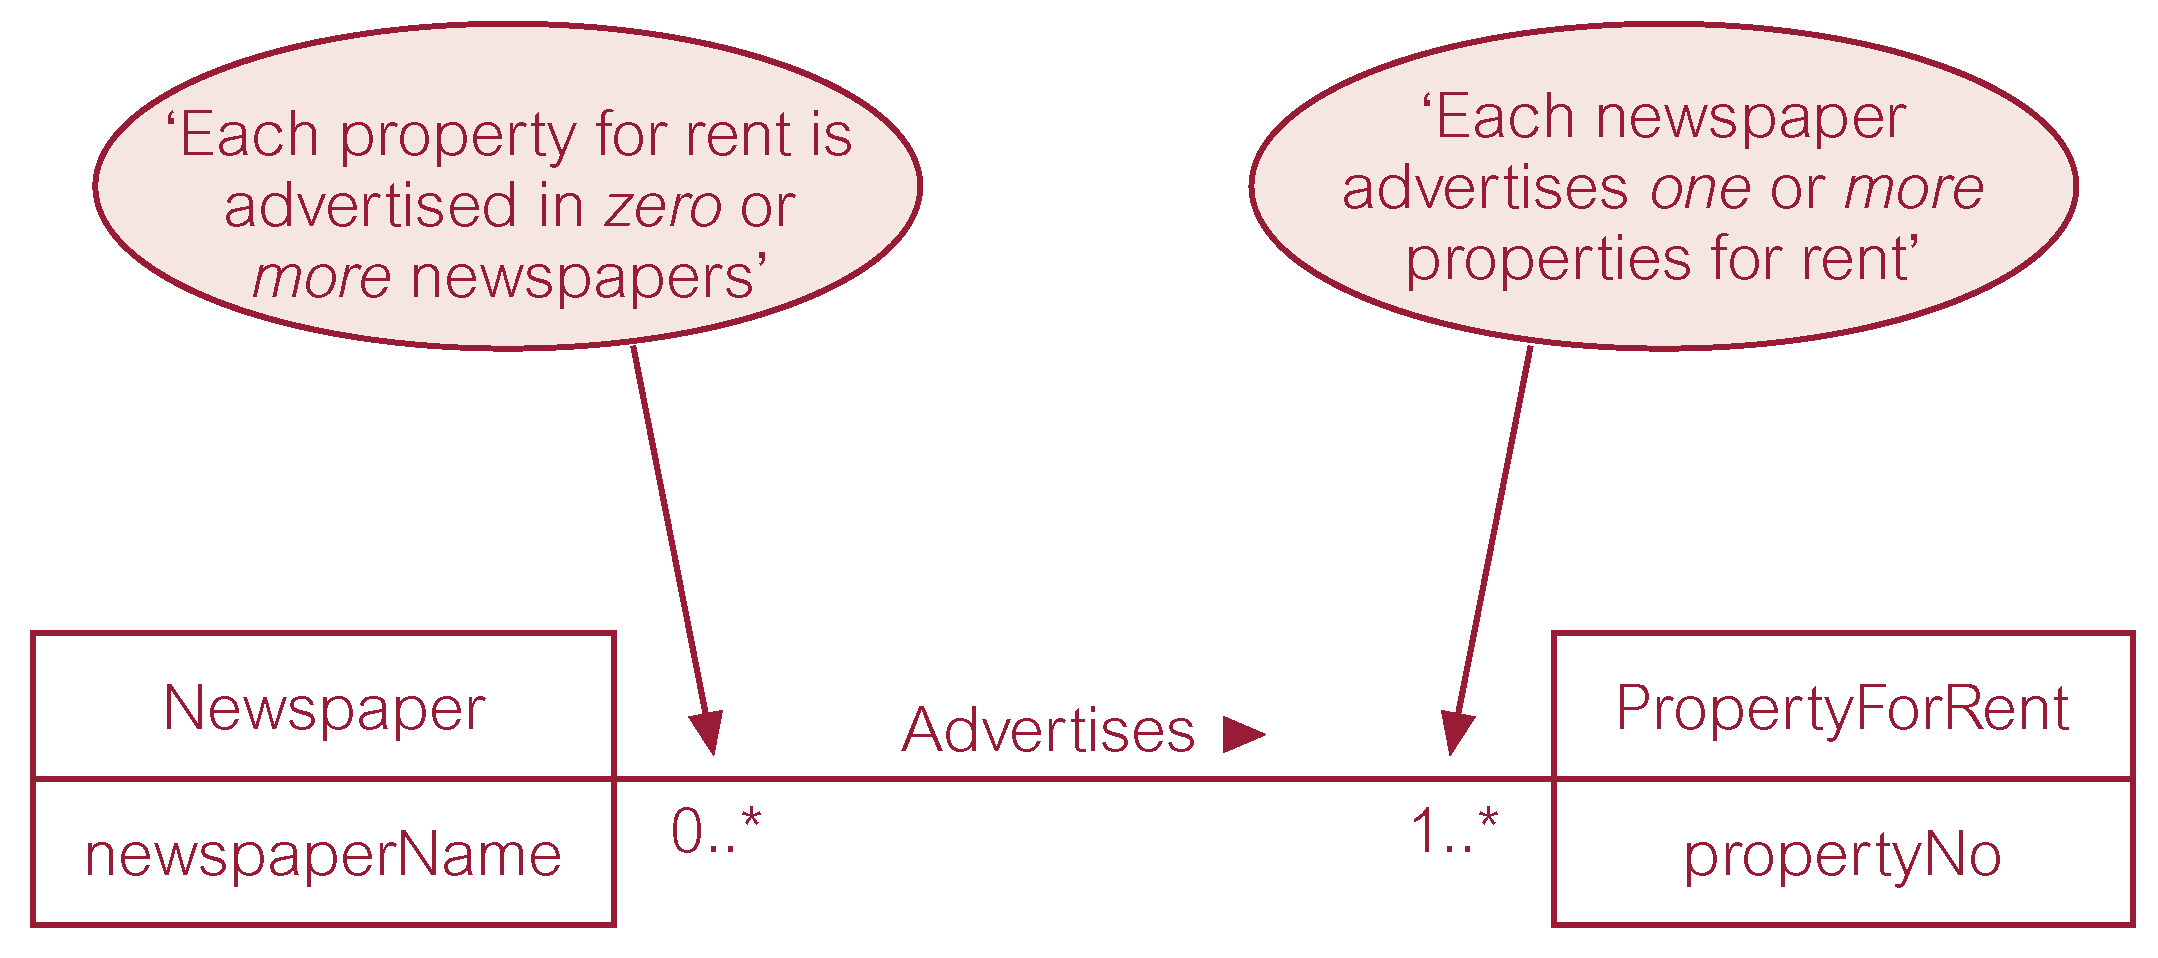 ‘Each property for rent is
advertised in zero or
more newspapers’
‘Each newspaper
advertises one or more
properties for rent’
Newspaper
newspaperName
0..*
Advertises ►
1..*
PropertyForRent
propertyNo